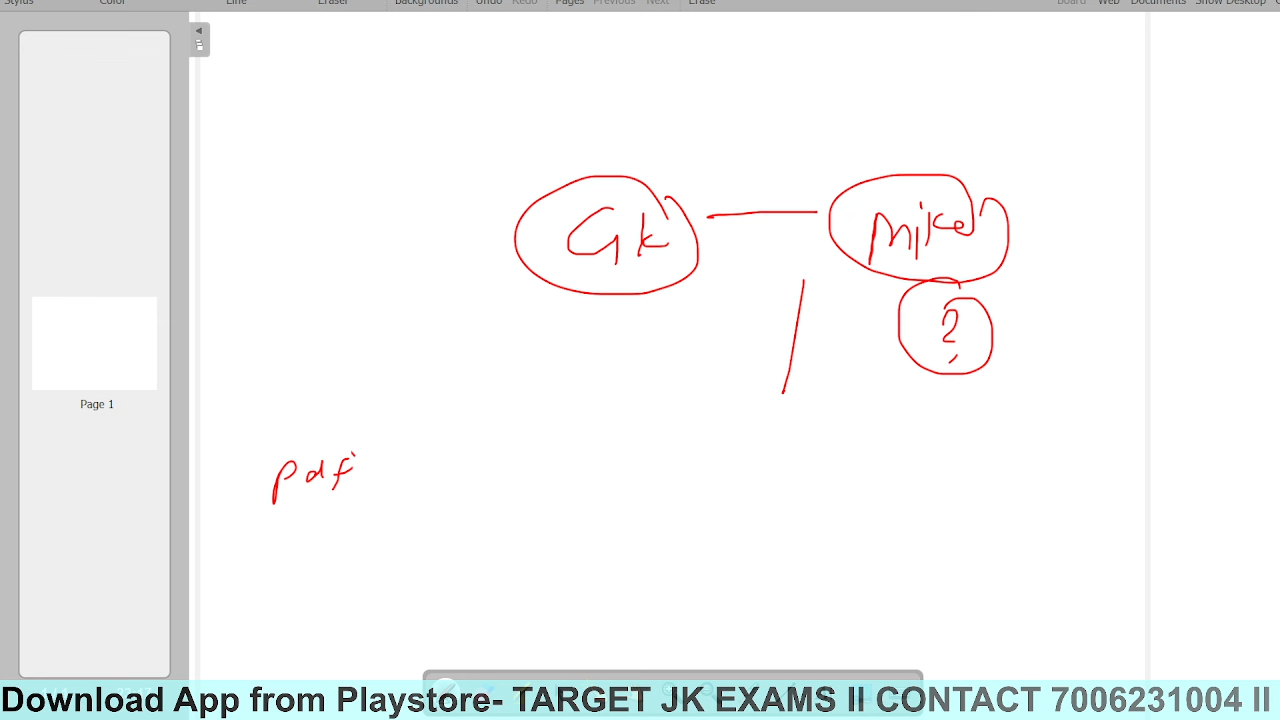 Stylus Color Line Eraser Backgrounds Undo Redo Pages Previous Next Erase Board Web Documents Show Desktop
Gk — Mike
?
Page 1
pdf
Download App from Playstore- TARGET JK EXAMS II CONTACT 7006231004 II